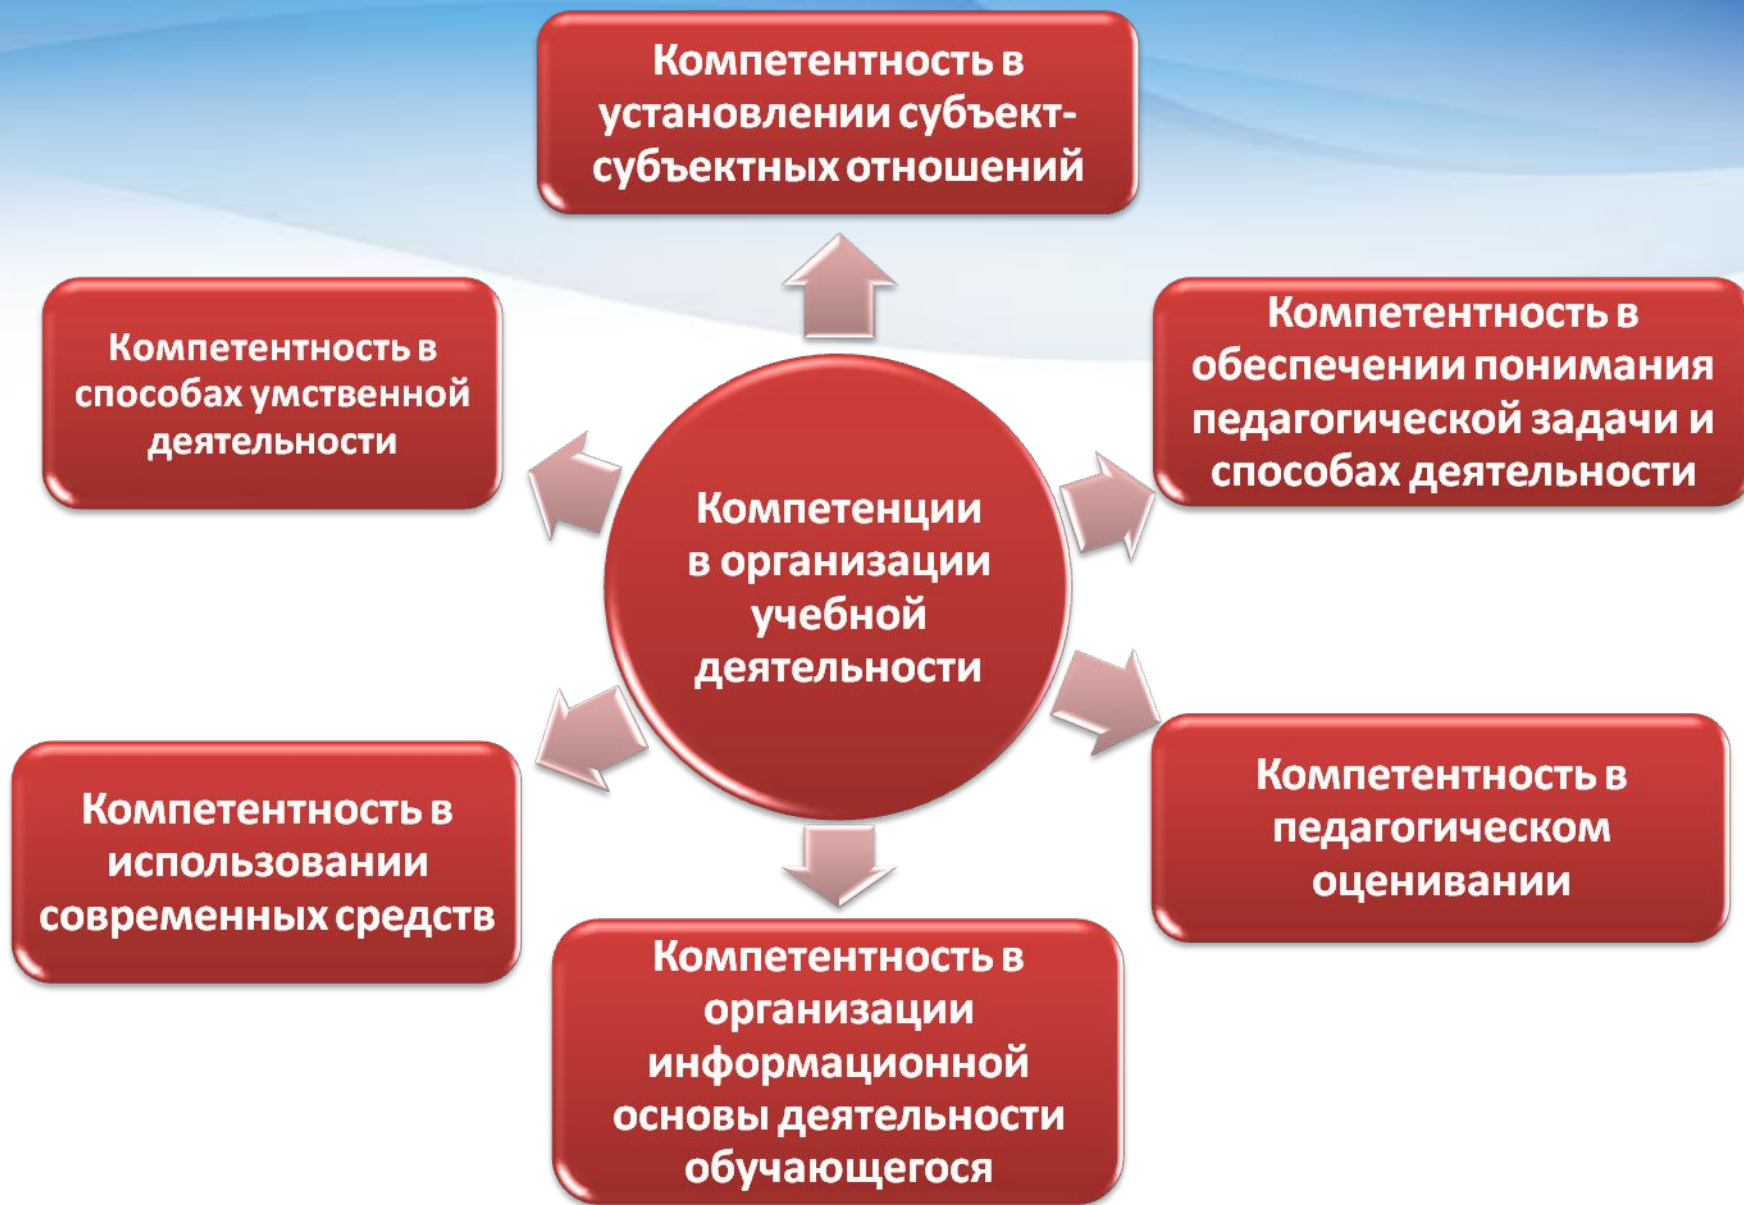 Компетентность в
установлении субъект-
субъектных отношений
Компетентность в
способах умственной
деятельности
Компетентность в
обеспечении понимания
педагогической задачи и
способах деятельности
Компетенции
в организации
учебной
деятельности
Компетентность в
использовании
современных средств
Компетентность в
педагогическом
оценивании
Компетентность в
организации
информационной
основы деятельности
обучающегося